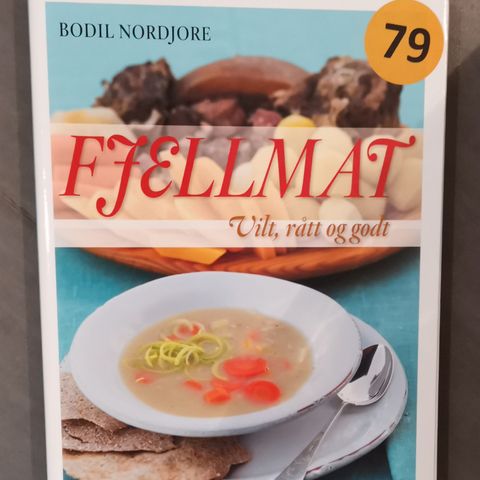 BODIL NORDJORE
79
FJELLMAT
Vilt, rått og godt